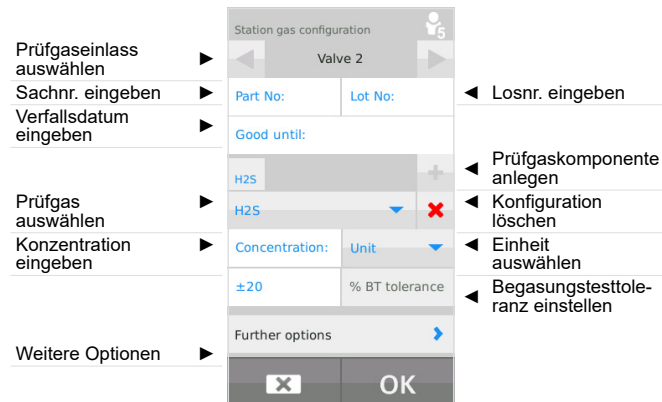 Station gas configuration
5
Prüfgaseinlass
auswählen
Valve 2
Sachnr. eingeben
Part No:
Lot No:
Losnr. eingeben
Verfallsdatum
eingeben
Good until:
H2S
Prüfgaskomponente
anlegen
Prüfgas
auswählen
H2S
Konfiguration
löschen
Konzentration
eingeben
Concentration:
Unit
Einheit
auswählen
±20
% BT tolerance
Begasungstesttole-
ranz einstellen
Weitere Optionen
Further options
OK